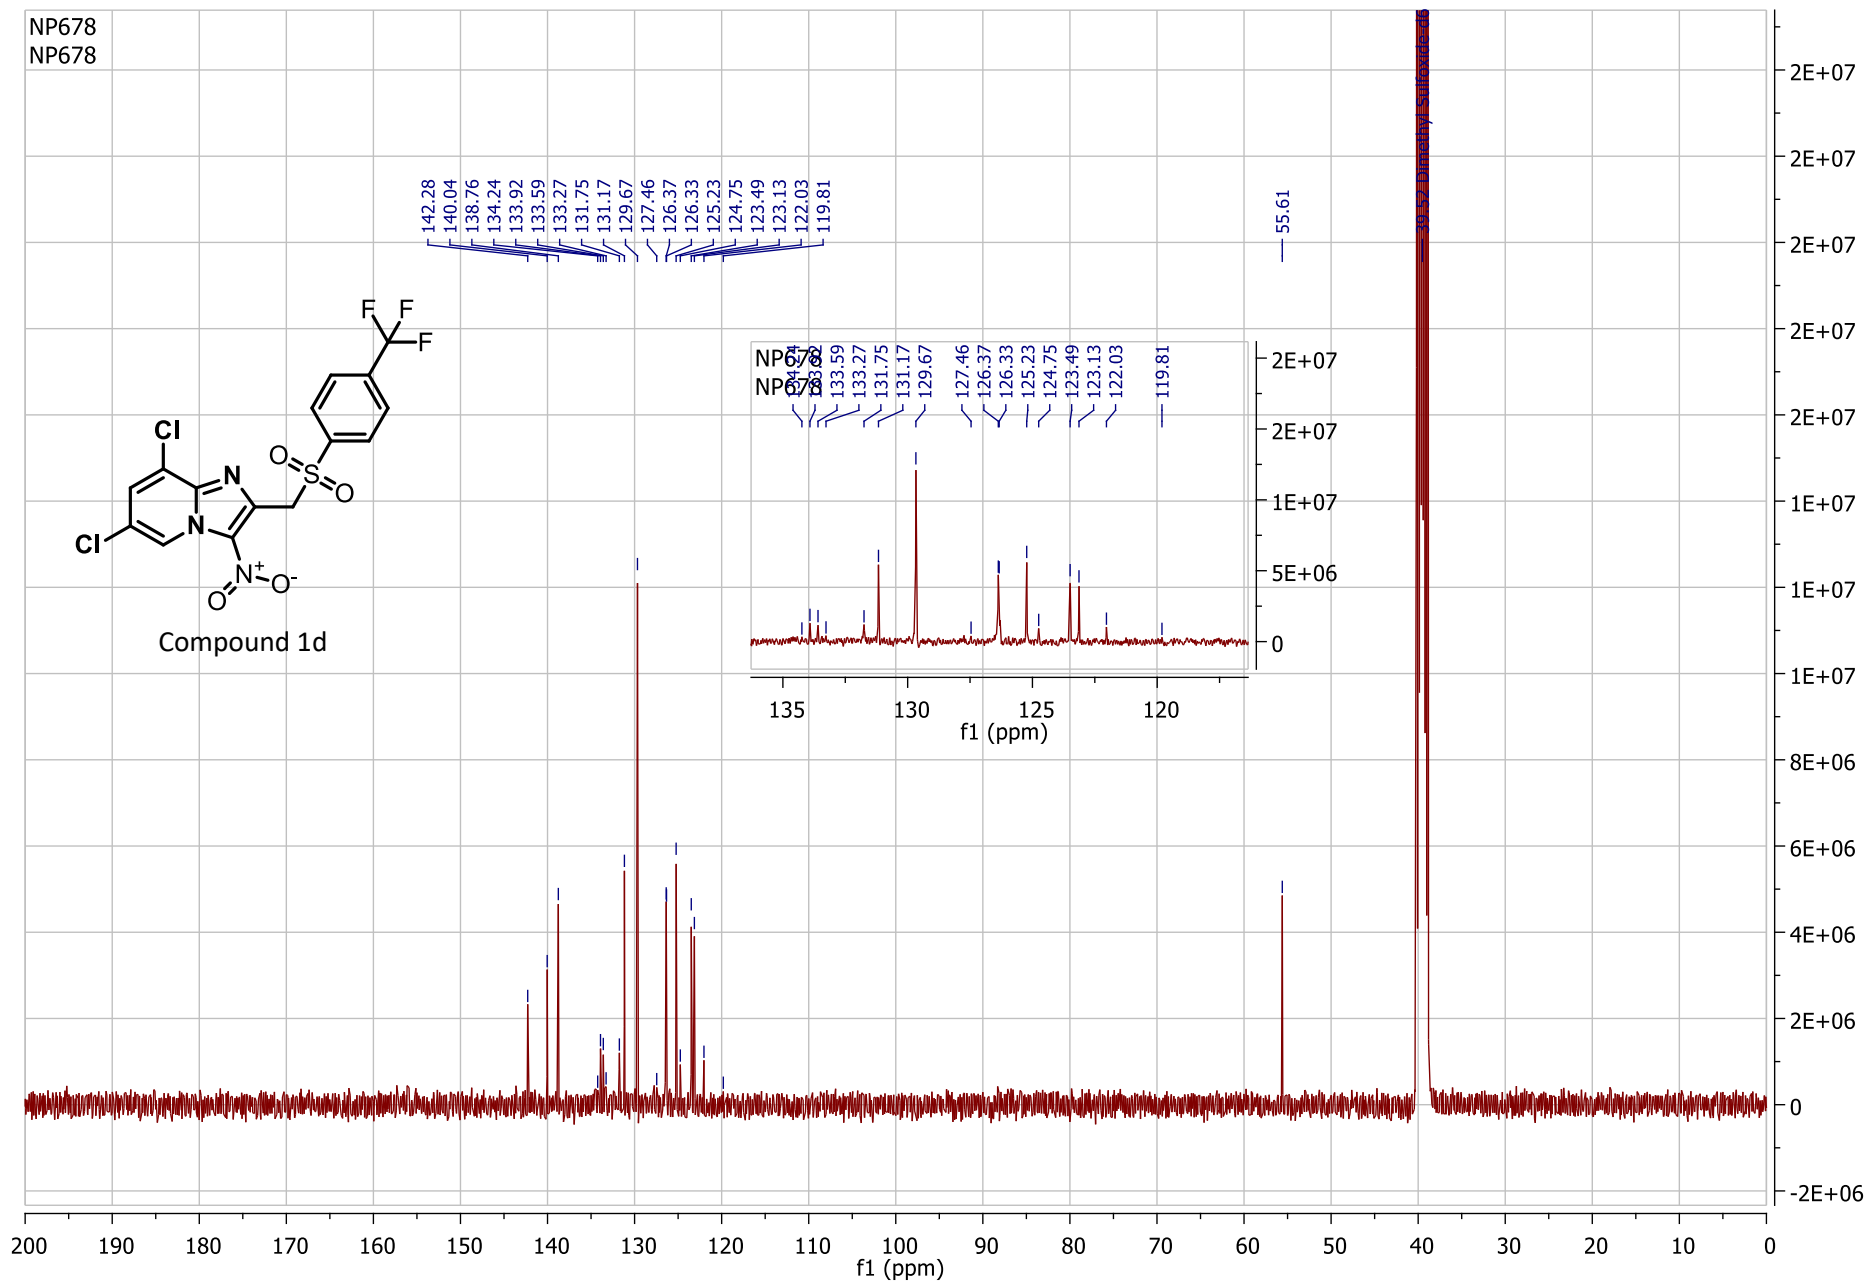 NP678
NP678
142.28
140.04
138.76
134.24
133.92
133.59
133.27
131.75
131.17
129.67
127.46
126.37
126.33
125.23
124.75
123.49
123.13
122.03
119.81
55.61
39.52 Dimethyl Sulfoxide-d6
F F
F
Cl
O
S
O
N
N
Cl
N+
O-
O
Compound 1d
NP678
NP678
134.24
133.92
133.59
133.27
131.75
131.17
129.67
127.46
126.37
126.33
125.23
124.75
123.49
123.13
122.03
119.81
2E+07
2E+07
1E+07
5E+06
0
135 130 125 120
f1 (ppm)
2E+07
2E+07
2E+07
2E+07
2E+07
1E+07
1E+07
1E+07
8E+06
6E+06
4E+06
2E+06
0
-2E+06
200 190 180 170 160 150 140 130 120 110 100 90 80 70 60 50 40 30 20 10 0
f1 (ppm)